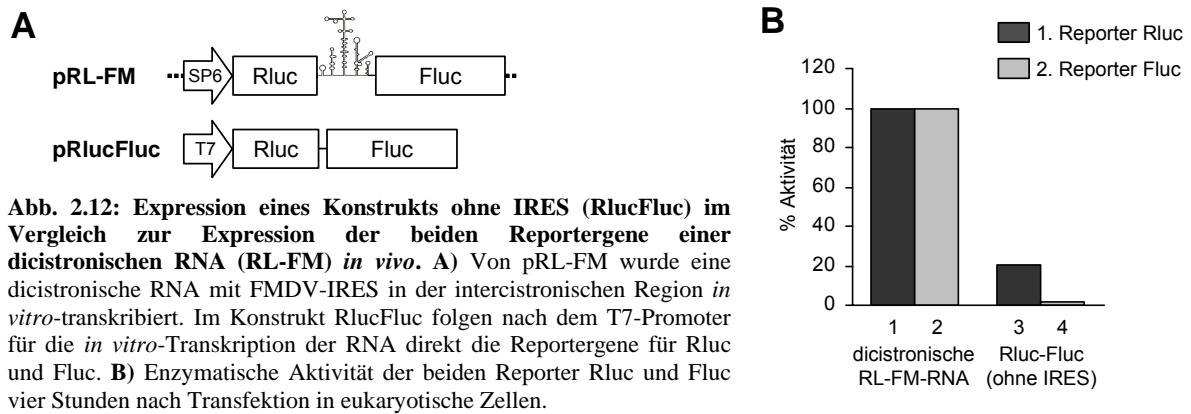 A
pRL-FM
SP6
Rluc
Fluc
pRlucFluc
T7
Rluc
Fluc
Abb. 2.12: Expression eines Konstrukts ohne IRES (RlucFluc) im
Vergleich zur Expression der beiden Reportergene einer
dicistronischen RNA (RL-FM) in vivo. A) Von pRL-FM wurde eine
dicistronische RNA mit FMDV-IRES in der intercistronischen Region in
vitro-transkribiert. Im Konstrukt RlucFluc folgen nach dem T7-Promoter
für die in vitro-Transkription der RNA direkt die Reportergene für Rluc
und Fluc. B) Enzymatische Aktivität der beiden Reporter Rluc und Fluc
vier Stunden nach Transfektion in eukaryotische Zellen.
B
1. Reporter Rluc
2. Reporter Fluc
% Aktivität
120
100
80
60
40
20
0
1 2 3 4
dicistronische Rluc-Fluc
RL-FM-RNA (ohne IRES)